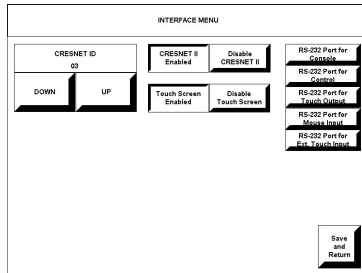 INTERFACE MENU
CRESNET ID
03
DOWN
UP
CRESNET II
Enabled
Disable
CRESNET II
Touch Screen
Enabled
Disable
Touch Screen
RS-232 Port for
Console
RS-232 Port for
Control
RS-232 Port for
Touch Output
RS-232 Port for
Mouse Input
RS-232 Port for
Ext. Touch Input
Save
and
Return